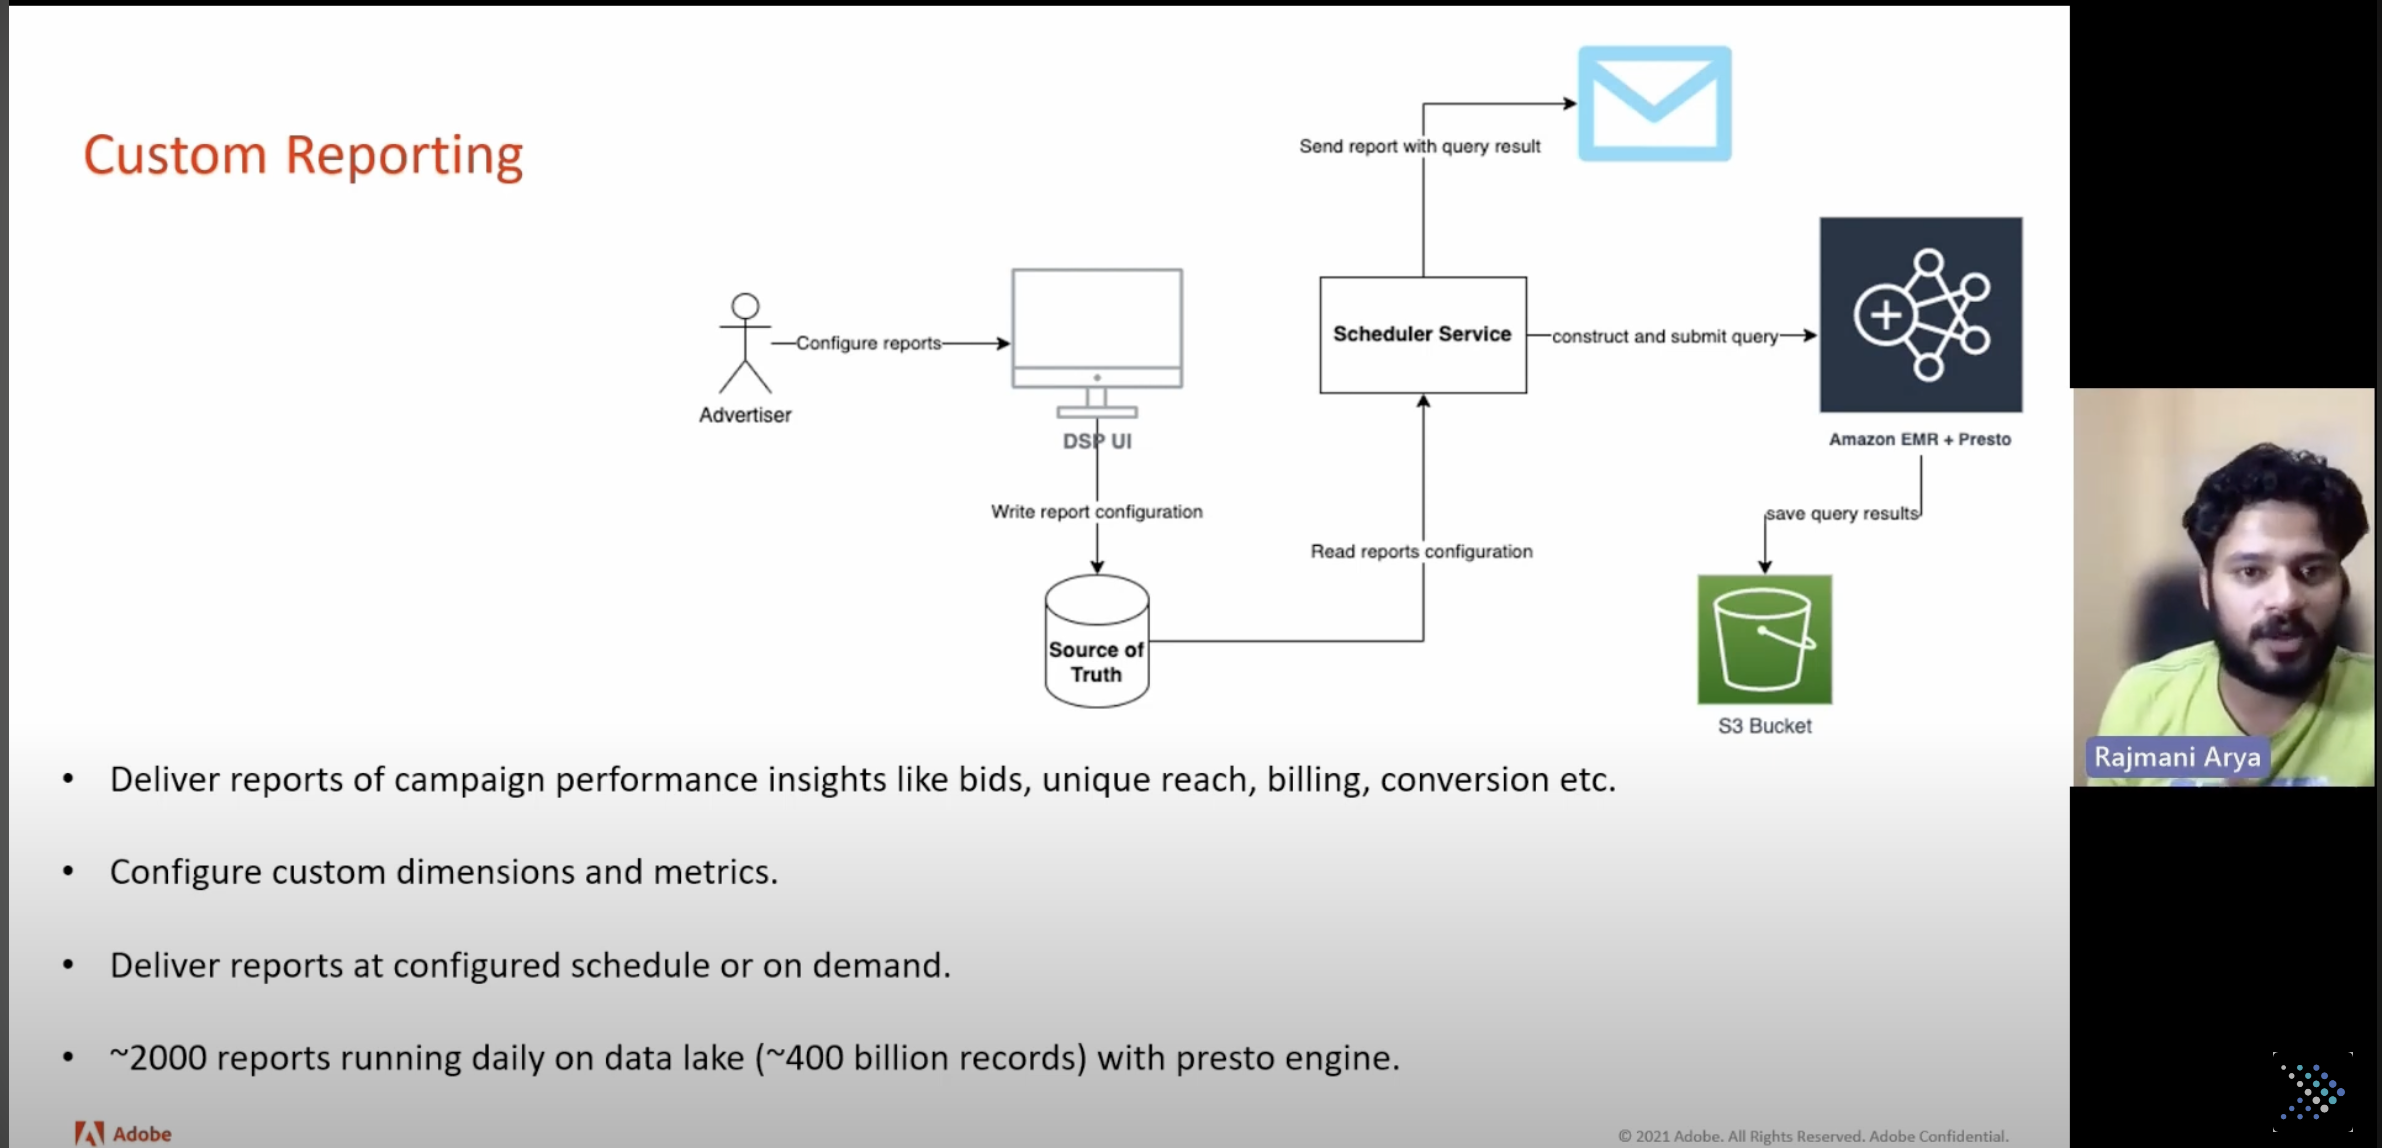 Custom Reporting
Send report with query result
Configure reports
Advertiser
DSP UI
Scheduler Service
construct and submit query
Amazon EMR + Presto
Write report configuration
Read reports configuration
save query results
Source of
Truth
S3 Bucket
• Deliver reports of campaign performance insights like bids, unique reach, billing, conversion etc.
• Configure custom dimensions and metrics.
• Deliver reports at configured schedule or on demand.
• ~2000 reports running daily on data lake (~400 billion records) with presto engine.
Adobe
© 2021 Adobe. All Rights Reserved. Adobe Confidential.
Rajmani Arya